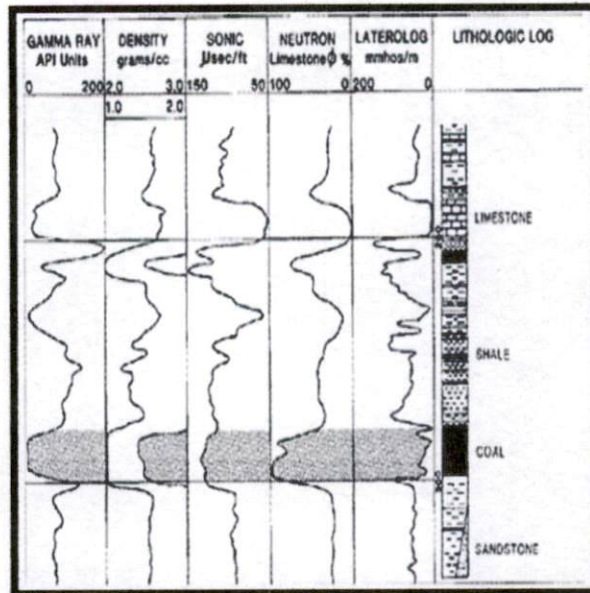 GAMMA RAY DENSITY SONIC NEUTRON LATEROLOG LITHOLOGIC LOG
API Units grams/cc µsec/ft Limestone ϕ % mmhos/m
0 200 2.0 3.0 150 50 100 0 200 0
1.0 2.0
LIMESTONE
SHALE
COAL
SANDSTONE